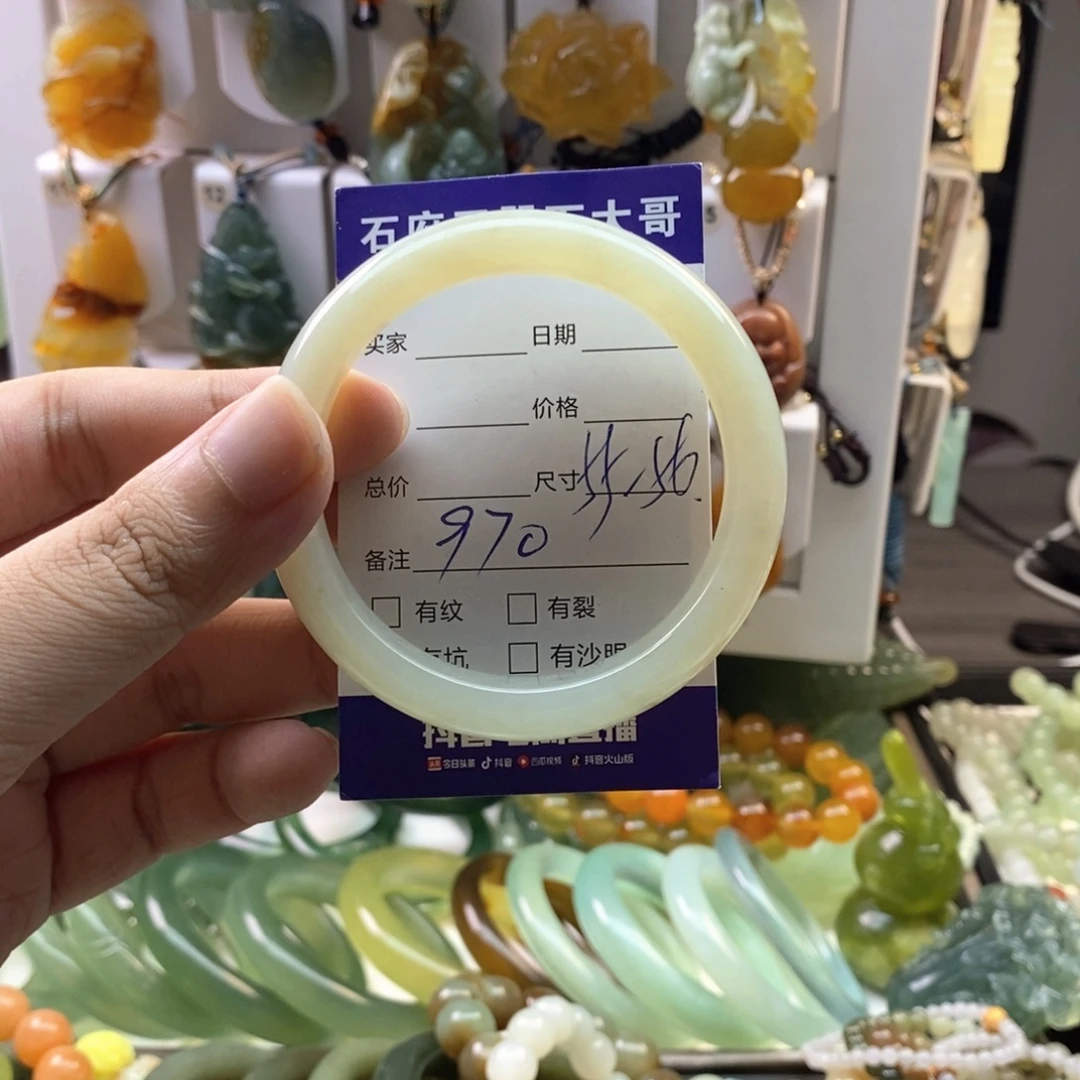 石
大哥
买家 日期
价格
总价 尺寸 55-56
备注 970
有纹 有裂
有坑 有沙眼
今日头条 抖音 西瓜视频 抖音火山版